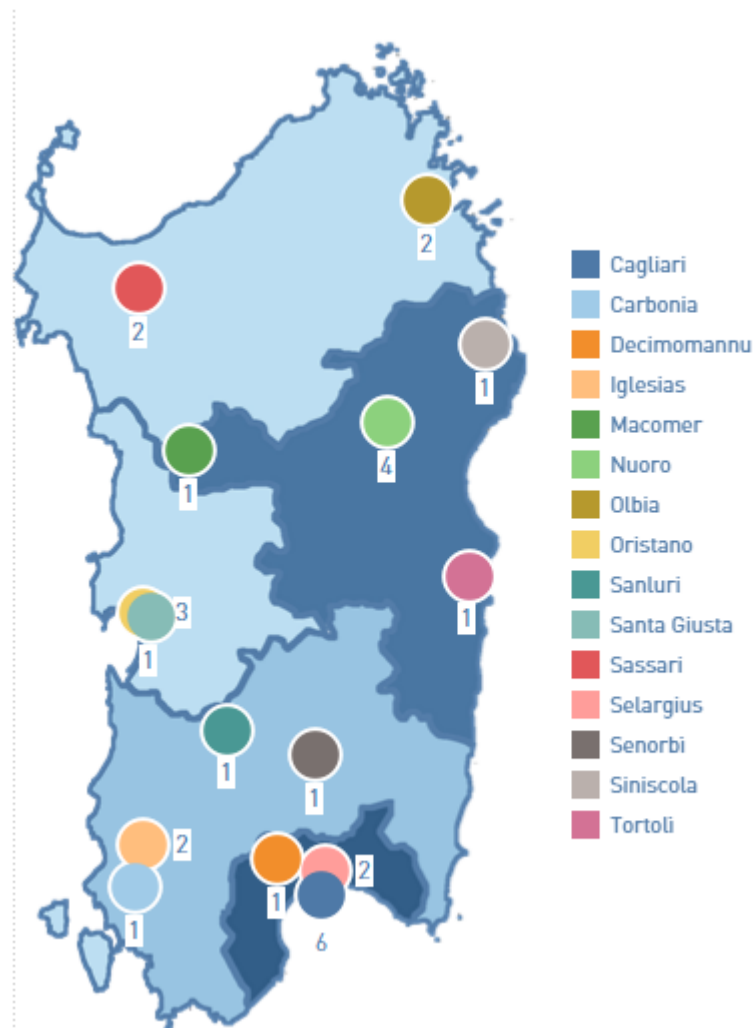 2
2
1
4
1
1
3
1
1
1
2
1
2
1
6
Cagliari
Carbonia
Decimomannu
Iglesias
Macomer
Nuoro
Olbia
Oristano
Sanluri
Santa Giusta
Sassari
Selargius
Senorbi
Siniscola
Tortoli